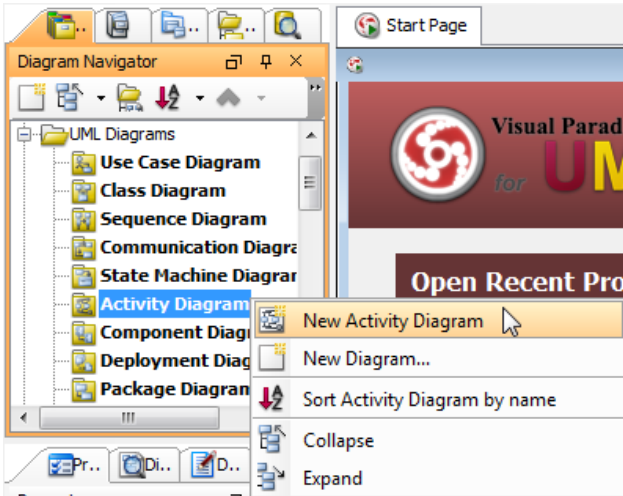 Start Page
Diagram Navigator
Visual Parad
for UM
UML Diagrams
Use Case Diagram
Class Diagram
Sequence Diagram
Communication Diagra
State Machine Diagrar
Open Recent Pro
Activity Diagram
New Activity Diagram
Component Diagr
New Diagram...
Deployment Diag
Package Diagran
Sort Activity Diagram by name
Collapse
Pr.. Di.. D..
Expand